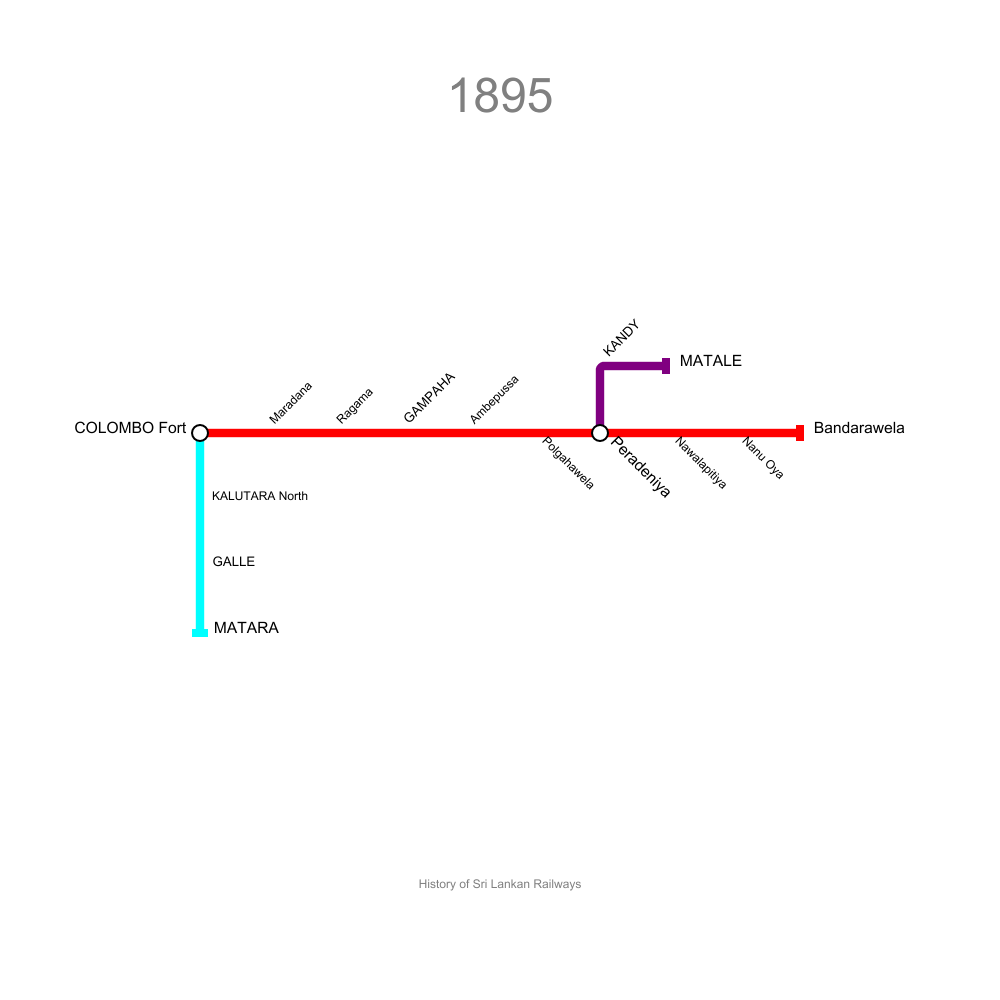 1895
KANDY
MATALE
Maradana
Ragama
GAMPAHA
Ambepussa
COLOMBO Fort
Bandarawela
Polgahawela
Peradeniya
Nawalapitiya
Nanu Oya
KALUTARA North
GALLE
MATARA
History of Sri Lankan Railways